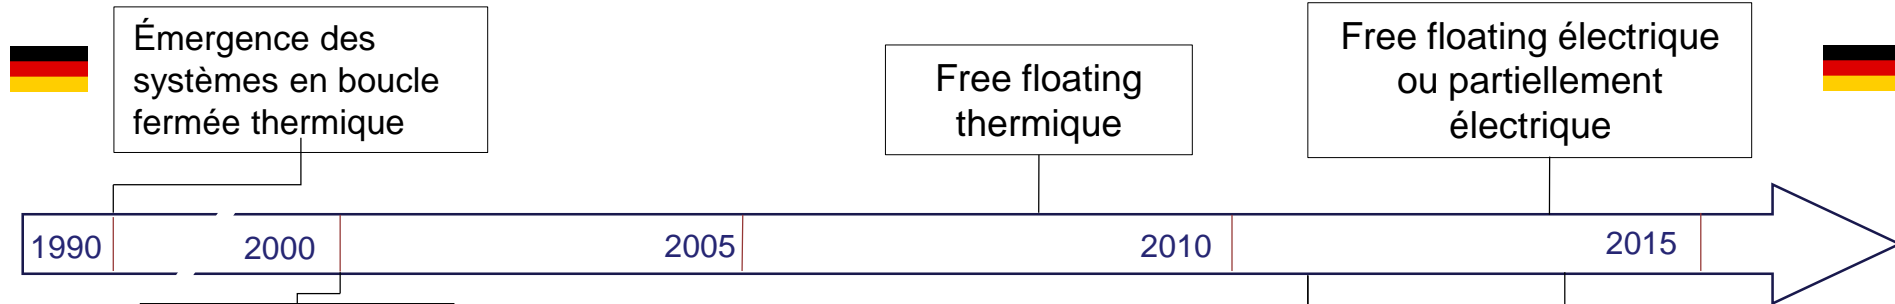 Émergence des
systèmes en boucle
fermée thermique
Free floating
thermique
Free floating électrique
ou partiellement
électrique
1990
2000
2005
2010
2015